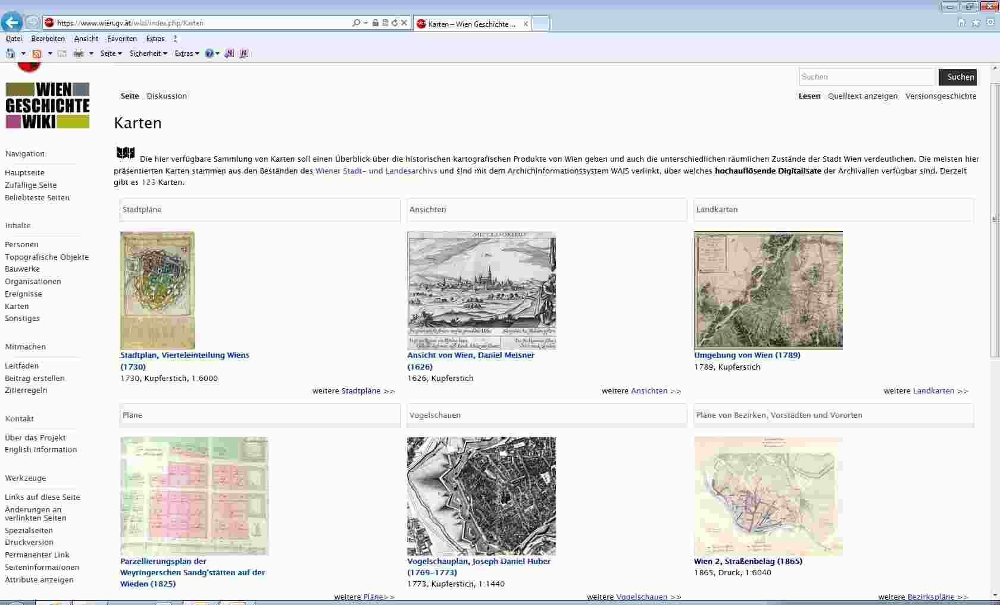 https://www.wien.gv.at/wiki/index.php/Karten
Karten – Wien Geschichte ...
Datei Bearbeiten Ansicht Favoriten Extras ?
Seite Sicherheit Extras
Suchen Suchen
Seite Diskussion
Lesen Quelltext anzeigen Versionsgeschichte
WIEN
GESCHICHTE
WIKI
Navigation
Hauptseite
Zufällige Seite
Beliebteste Seiten
Inhalte
Personen
Topografische Objekte
Bauwerke
Organisationen
Ereignisse
Karten
Sonstiges
Mitmachen
Leitfaden
Beitrag erstellen
Zitierregeln
Kontakt
Über das Projekt
English Information
Werkzeuge
Links auf diese Seite
Änderungen an
verlinkten Seiten
Spezialseiten
Druckversion
Permanenter Link
Seiteninformationen
Attribute anzeigen
Karten
Die hier verfügbare Sammlung von Karten soll einen Überblick über die historischen kartografischen Produkte von Wien geben und auch die unterschiedlichen räumlichen Zustände der Stadt Wien verdeutlichen. Die meisten hier
präsentierten Karten stammen aus den Beständen des Wiener Stadt- und Landesarchivs und sind mit dem Archichinformationssystem WAIS verlinkt, über welches hochauflösende Digitalisate der Archivalien verfügbar sind. Derzeit
gibt es 123 Karten.
Stadtpläne
Stadtplan, Vierteleinteilung Wiens
(1730)
1730, Kupferstich, 1:6000
weitere Stadtpläne >>
Ansichten
Ansicht von Wien, Daniel Meisner
(1626)
1626, Kupferstich
weitere Ansichten >>
Landkarten
Umgebung von Wien (1789)
1789, Kupferstich
weitere Landkarten >>
Pläne
Parzellierungsplan der
Weyringerschen Sandg'stätten auf der
Wieden (1825)
weitere Pläne>>
Vogelschauen
Vogelschauplan, Joseph Daniel Huber
(1769-1773)
1773, Kupferstich, 1:1440
weitere Vogelschauen >>
Pläne von Bezirken, Vorstädten und Vororten
Wien 2, Straßenbelag (1865)
1865, Druck, 1:6040
weitere Bezirkspläne >>